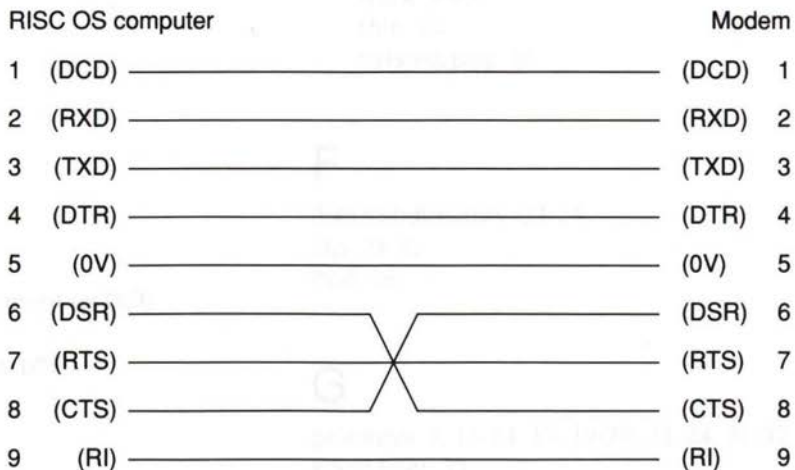 RISC OS computer Modem
1 (DCD) (DCD) 1
2 (RXD) (RXD) 2
3 (TXD) (TXD) 3
4 (DTR) (DTR) 4
5 (0V) (0V) 5
6 (DSR) (DSR) 6
7 (RTS) (RTS) 7
8 (CTS) (CTS) 8
9 (RI) (RI) 9